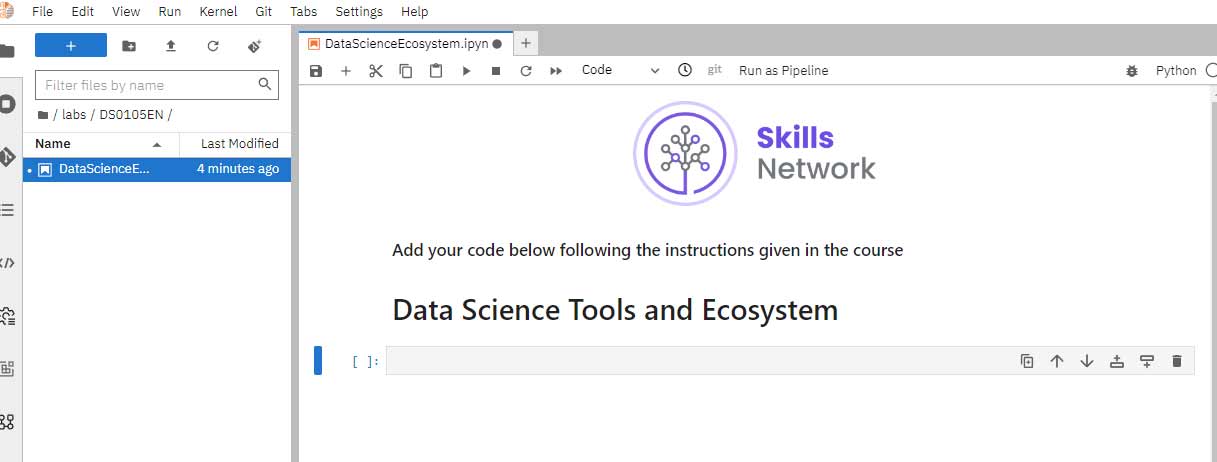 File Edit View Run Kernel Git Tabs Settings Help
+
Filter files by name
/ labs / DS0105EN /
Name Last Modified
DataScienceE... 4 minutes ago
DataScienceEcosystem.ipyn
+
Code git Run as Pipeline Python
Skills
Network
Add your code below following the instructions given in the course
Data Science Tools and Ecosystem
[ ]: